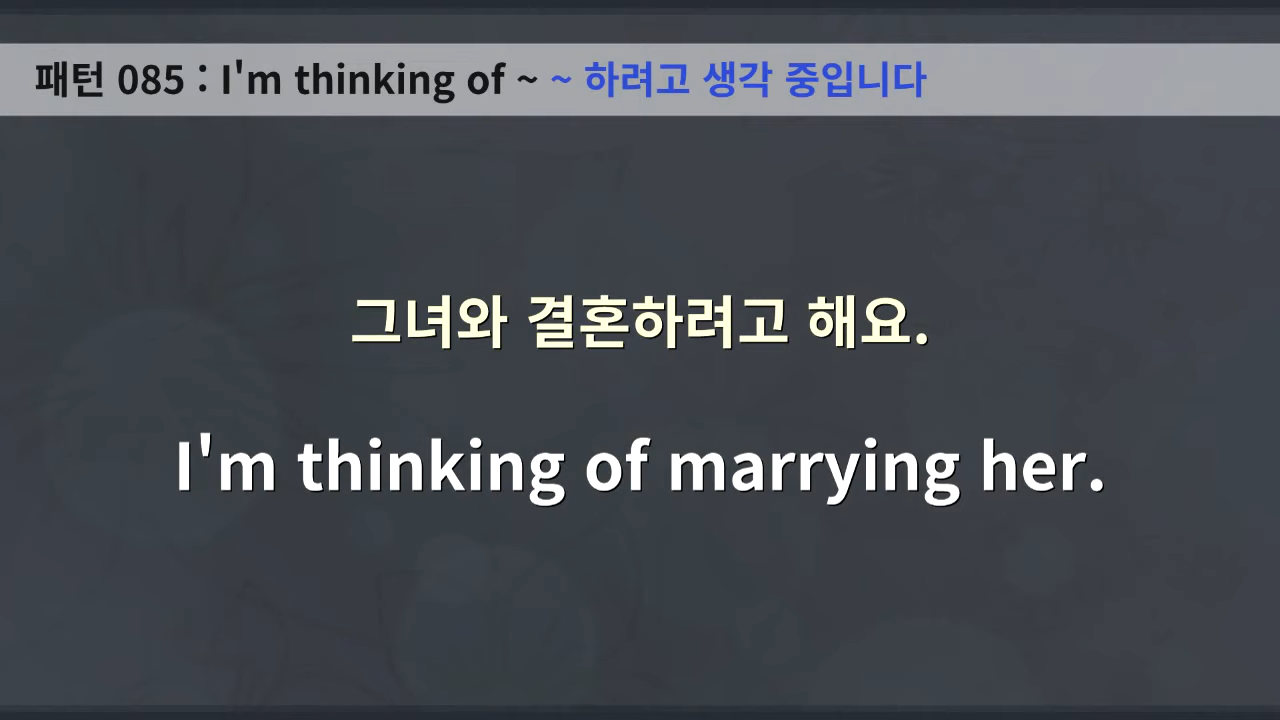 패턴 085 : I'm thinking of ~ ~ 하려고 생각 중입니다
그녀와 결혼하려고 해요.
I'm thinking of marrying her.